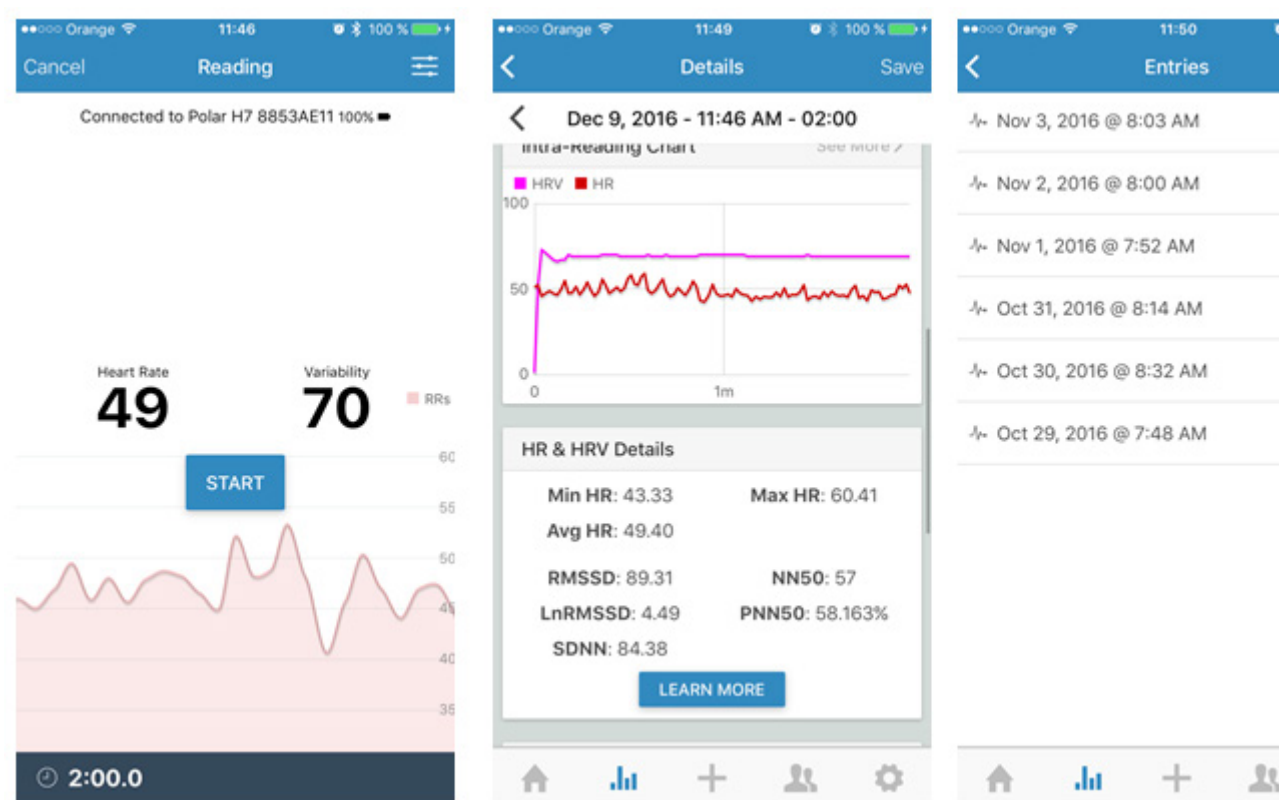 Orange 11:46 100 %
Cancel Reading
Connected to Polar H7 8853AE11 100%
Heart Rate Variability
49 70
RRs
60
START
55
50
45
40
35
2:00.0
Orange 11:49 100 %
Details Save
Dec 9, 2016 - 11:46 AM - 02:00
Intra-Reading Chart See More
HRV HR
100
50
0
0 1m
HR & HRV Details
Min HR: 43.33 Max HR: 60.41
Avg HR: 49.40
RMSSD: 89.31 NN50: 57
LnRMSSD: 4.49 PNN50: 58.163%
SDNN: 84.38
LEARN MORE
Orange 11:50
Entries
Nov 3, 2016 @ 8:03 AM
Nov 2, 2016 @ 8:00 AM
Nov 1, 2016 @ 7:52 AM
Oct 31, 2016 @ 8:14 AM
Oct 30, 2016 @ 8:32 AM
Oct 29, 2016 @ 7:48 AM